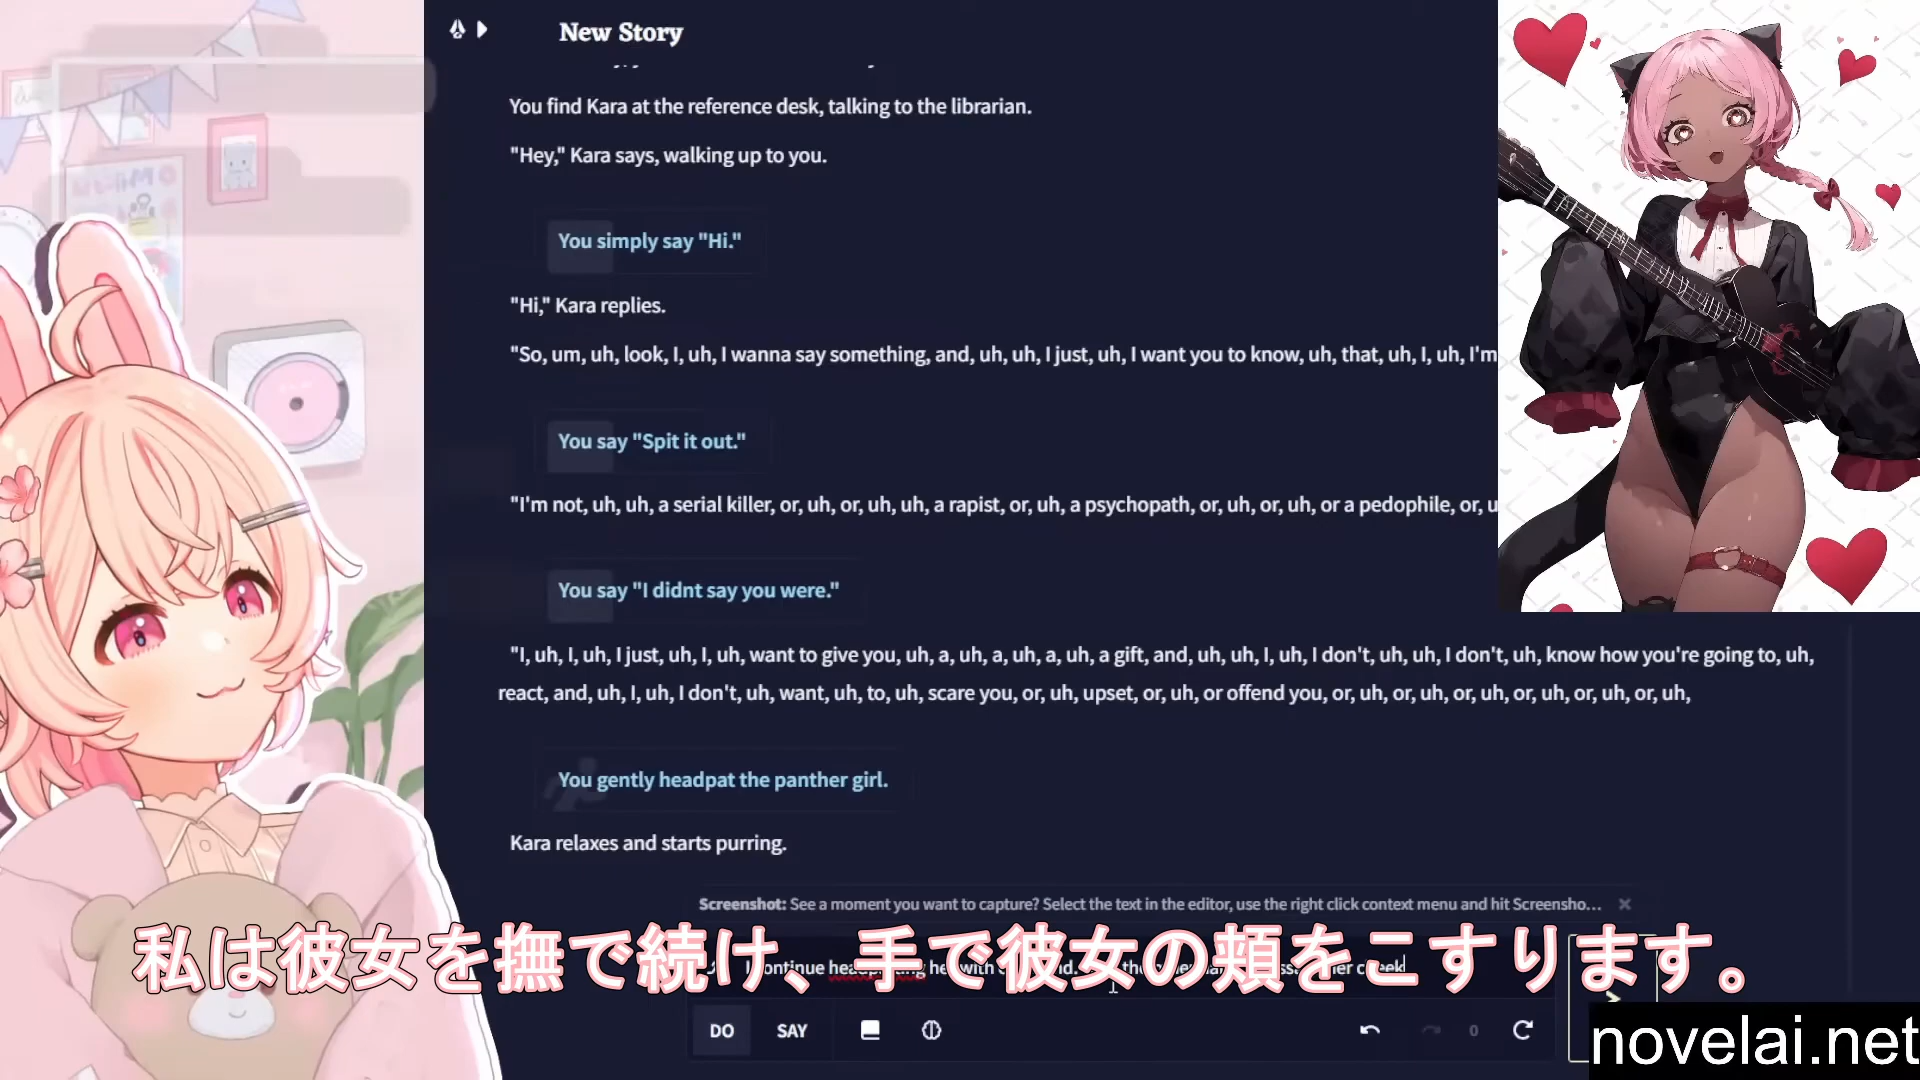 New Story
You find Kara at the reference desk, talking to the librarian.
"Hey," Kara says, walking up to you.
You simply say "Hi."
"Hi," Kara replies.
"So, um, uh, look, I, uh, I wanna say something, and, uh, uh, I just, uh, I want you to know, uh, that, uh, I, uh, I'm
You say "Spit it out."
"I'm not, uh, uh, a serial killer, or, uh, or, uh, uh, a rapist, or, uh, a psychopath, or, uh, or, uh, or a pedophile, or, u
You say "I didnt say you were."
"I, uh, I, uh, I just, uh, I, uh, want to give you, uh, a, uh, a, uh, a, uh, a gift, and, uh, uh, I, uh, I don't, uh, uh, I don't, uh, know how you're going to, uh,
react, and, uh, I, uh, I don't, uh, want, uh, to, uh, scare you, or, uh, upset, or, uh, or offend you, or, uh, or, uh, or, uh, or, uh, or, uh, or, uh,
You gently headpat the panther girl.
Kara relaxes and starts purring.
Screenshot: See a moment you want to capture? Select the text in the editor, use the right click context menu and hit Screensho...
私は彼女を撫で続け、手で彼女の頬をこすります。
DO SAY 0
novelai.net